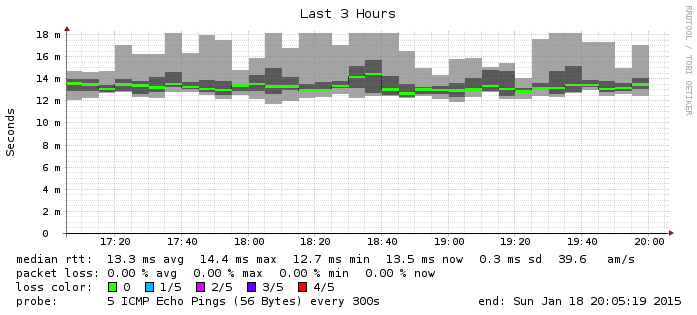 Last 3 Hours
RRDTOOL / TOBI OETIKER
Seconds
18 m
16 m
14 m
12 m
10 m
8 m
6 m
4 m
2 m
0
17:20 17:40 18:00 18:20 18:40 19:00 19:20 19:40 20:00
median rtt: 13.3 ms avg 14.4 ms max 12.7 ms min 13.5 ms now 0.3 ms sd 39.6 am/s
packet loss: 0.00 % avg 0.00 % max 0.00 % min 0.00 % now
loss color: 0 1/5 2/5 3/5 4/5
probe: 5 ICMP Echo Pings (56 Bytes) every 300s end: Sun Jan 18 20:05:19 2015